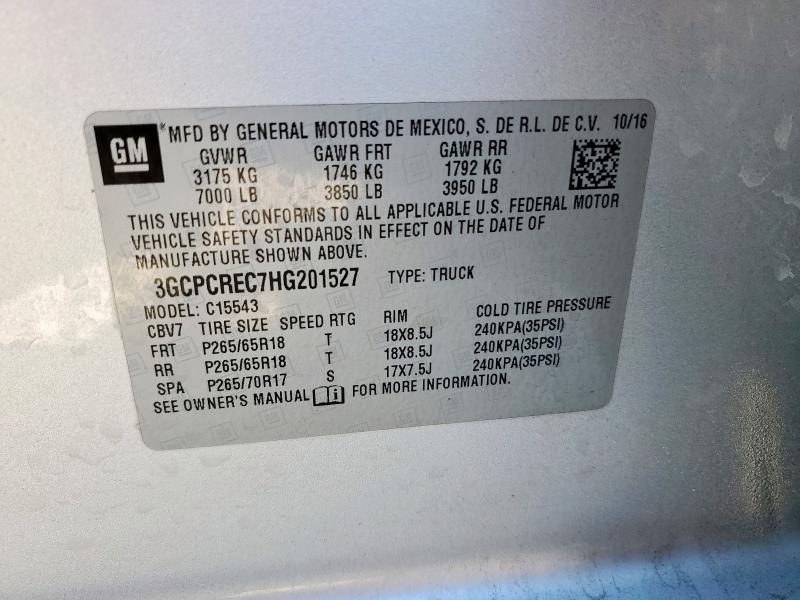 GM *MFD BY GENERAL MOTORS DE MEXICO, S. DE R.L. DE C.V. 10/16
GVWR GAWR FRT GAWR RR
3175 KG 1746 KG 1792 KG
7000 LB 3850 LB 3950 LB
THIS VEHICLE CONFORMS TO ALL APPLICABLE U.S. FEDERAL MOTOR
VEHICLE SAFETY STANDARDS IN EFFECT ON THE DATE OF
MANUFACTURE SHOWN ABOVE.
3GCPCREC7HG201527 TYPE: TRUCK
MODEL: C15543
CBV7 TIRE SIZE SPEED RTG RIM COLD TIRE PRESSURE
FRT P265/65R18 T 18X8.5J 240KPA(35PSI)
RR P265/65R18 T 18X8.5J 240KPA(35PSI)
SPA P265/70R17 S 17X7.5J 240KPA(35PSI)
SEE OWNER'S MANUAL i FOR MORE INFORMATION.